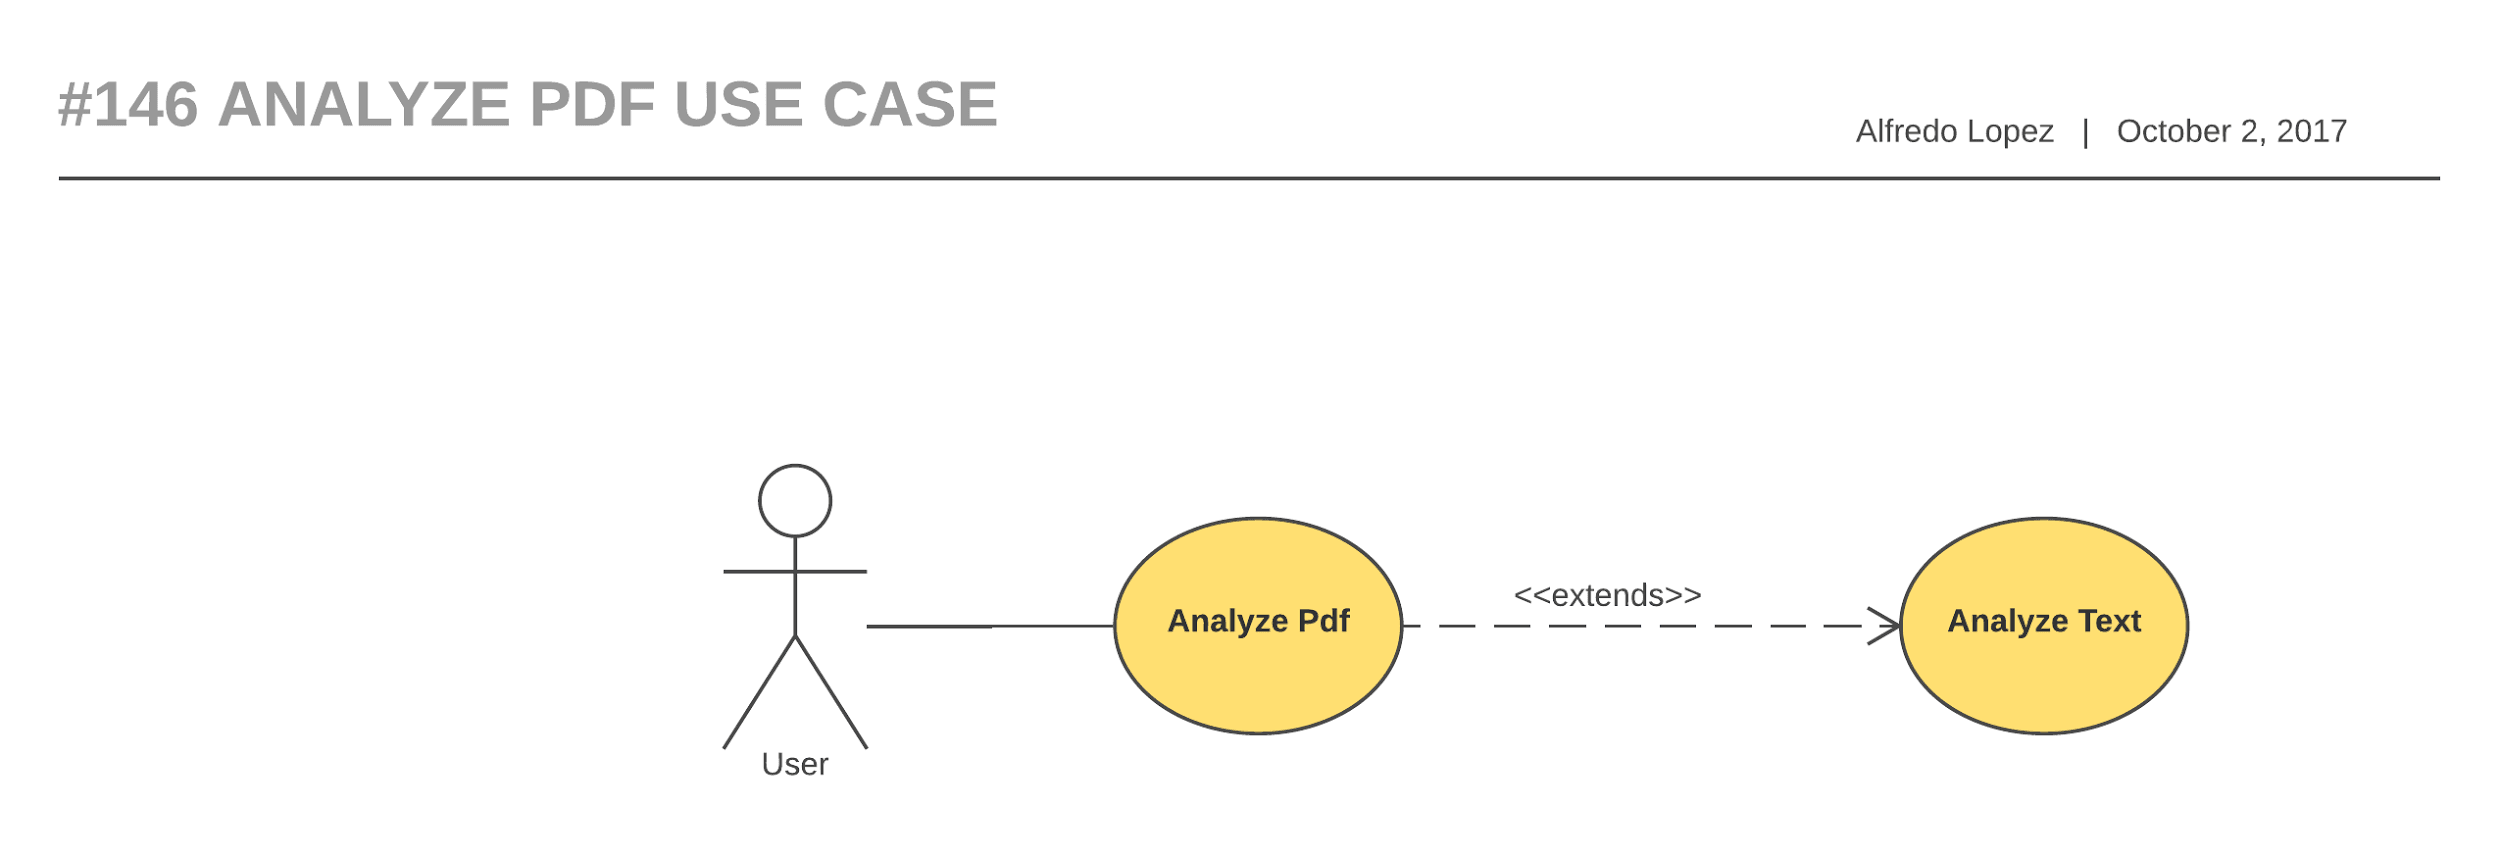 #146 ANALYZE PDF USE CASE
Alfredo Lopez | October 2, 2017
<<extends>>
Analyze Pdf
Analyze Text
User